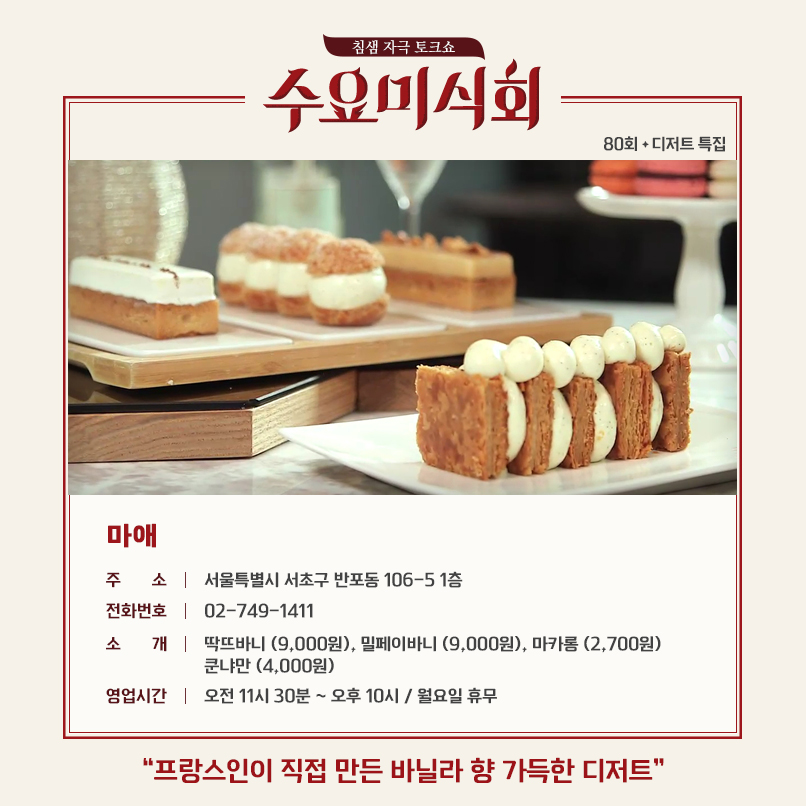 침샘 자극 토크쇼
수요미식회
80회 + 디저트 특집
마얘
주 소 | 서울특별시 서초구 반포동 106-5 1층
전화번호 | 02-749-1411
소 개 | 딱뜨바니 (9,000원), 밀페이바니 (9,000원), 마카롱 (2,700원)
쿤냐만 (4,000원)
영업시간 | 오전 11시 30분 ~ 오후 10시 / 월요일 휴무
“프랑스인이 직접 만든 바닐라 향 가득한 디저트”